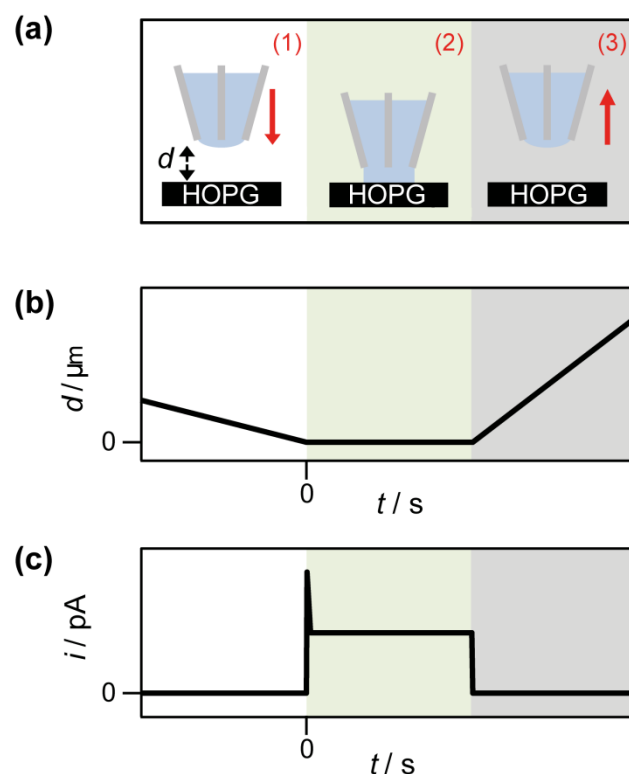 (a)
(1) (2) (3)
d
HOPG HOPG HOPG
(b)
d / μm
0
0
t / s
(c)
i / pA
0
0
t / s